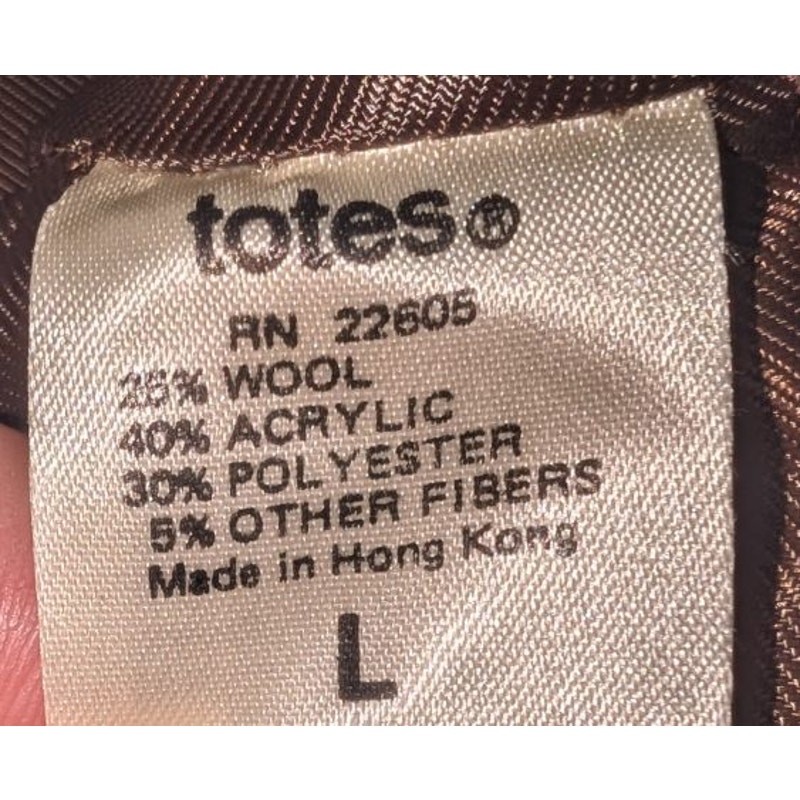 totes®
RN 22605
25% WOOL
40% ACRYLIC
30% POLYESTER
5% OTHER FIBERS
Made in Hong Kong
L